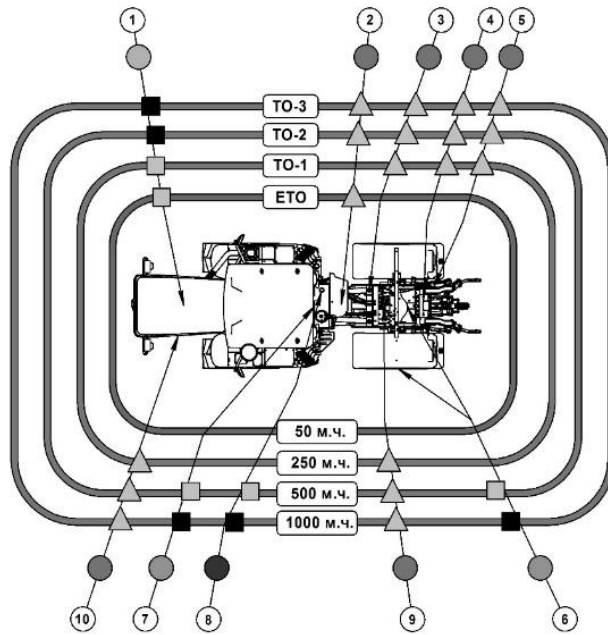 1 2 3 4 5
ТО-3
ТО-2
ТО-1
ЕТО
50 м.ч.
250 м.ч.
500 м.ч.
1000 м.ч.
10 7 8 9 6